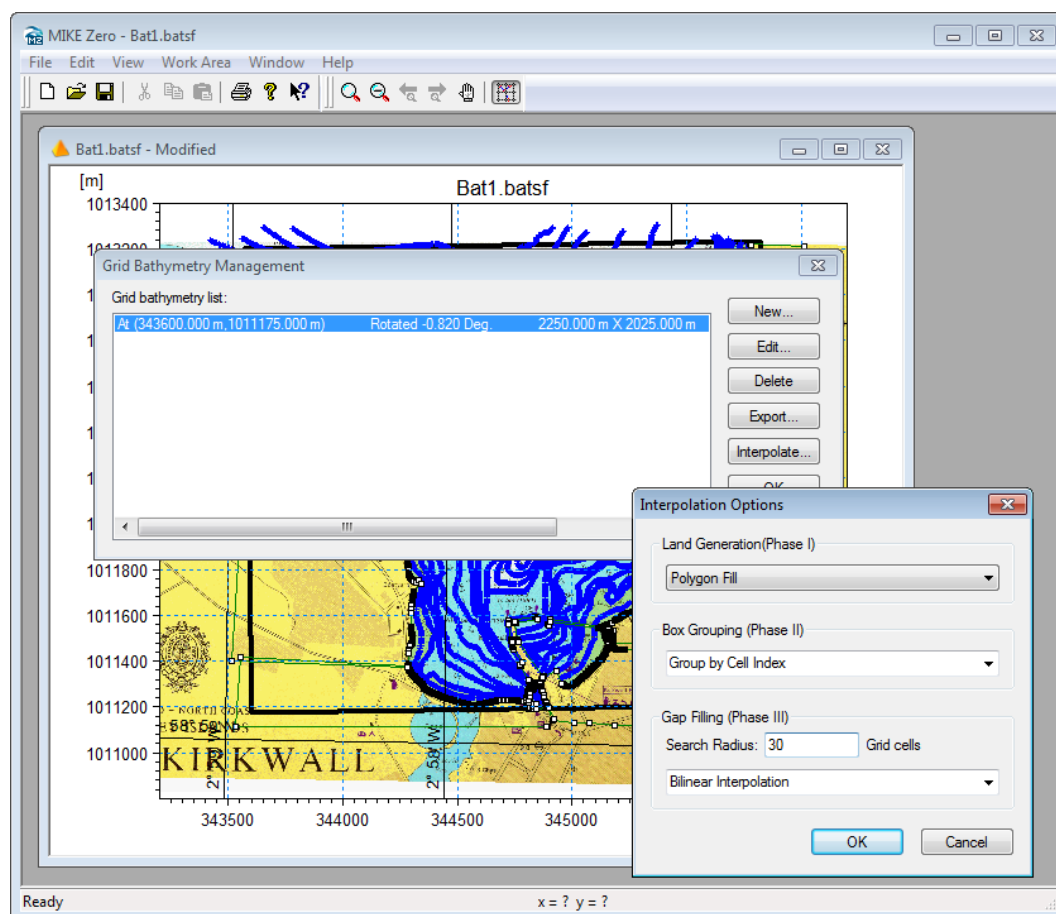 MIKE Zero - Bat1.batsf
File Edit View Work Area Window Help
Bat1.batsf - Modified
[m]
Bat1.batsf
1013400
1013200
Grid Bathymetry Management
Grid bathymetry list:
At (343600.000 m,1011175.000 m) Rotated -0.820 Deg. 2250.000 m X 2025.000 m
New...
Edit...
Delete
Export...
Interpolate...
OK
Interpolation Options
Land Generation(Phase I)
Polygon Fill
Box Grouping (Phase II)
Group by Cell Index
Gap Filling (Phase III)
Search Radius: 30 Grid cells
Bilinear Interpolation
OK Cancel
1011800
1011600
1011400
1011200
1011000
KIRKWALL
343500 344000 344500 345000
Ready x = ? y = ?